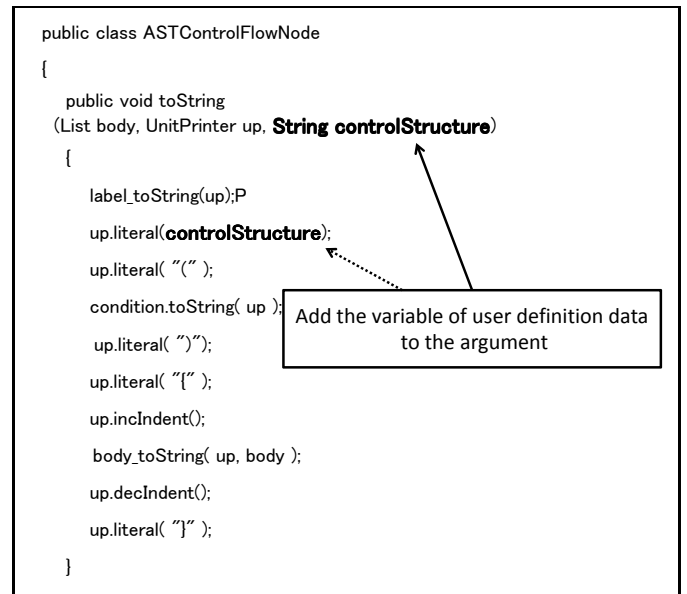 public class ASTControlFlowNode
{
public void toString
(List body, UnitPrinter up, String controlStructure)
{
label_toString(up);P
up.literal(controlStructure);
up.literal( "(" );
condition.toString( up );
up.literal( ")");
up.literal( "{" );
up.incIndent();
body_toString( up, body );
up.decIndent();
up.literal( "}" );
}
Add the variable of user definition data
to the argument